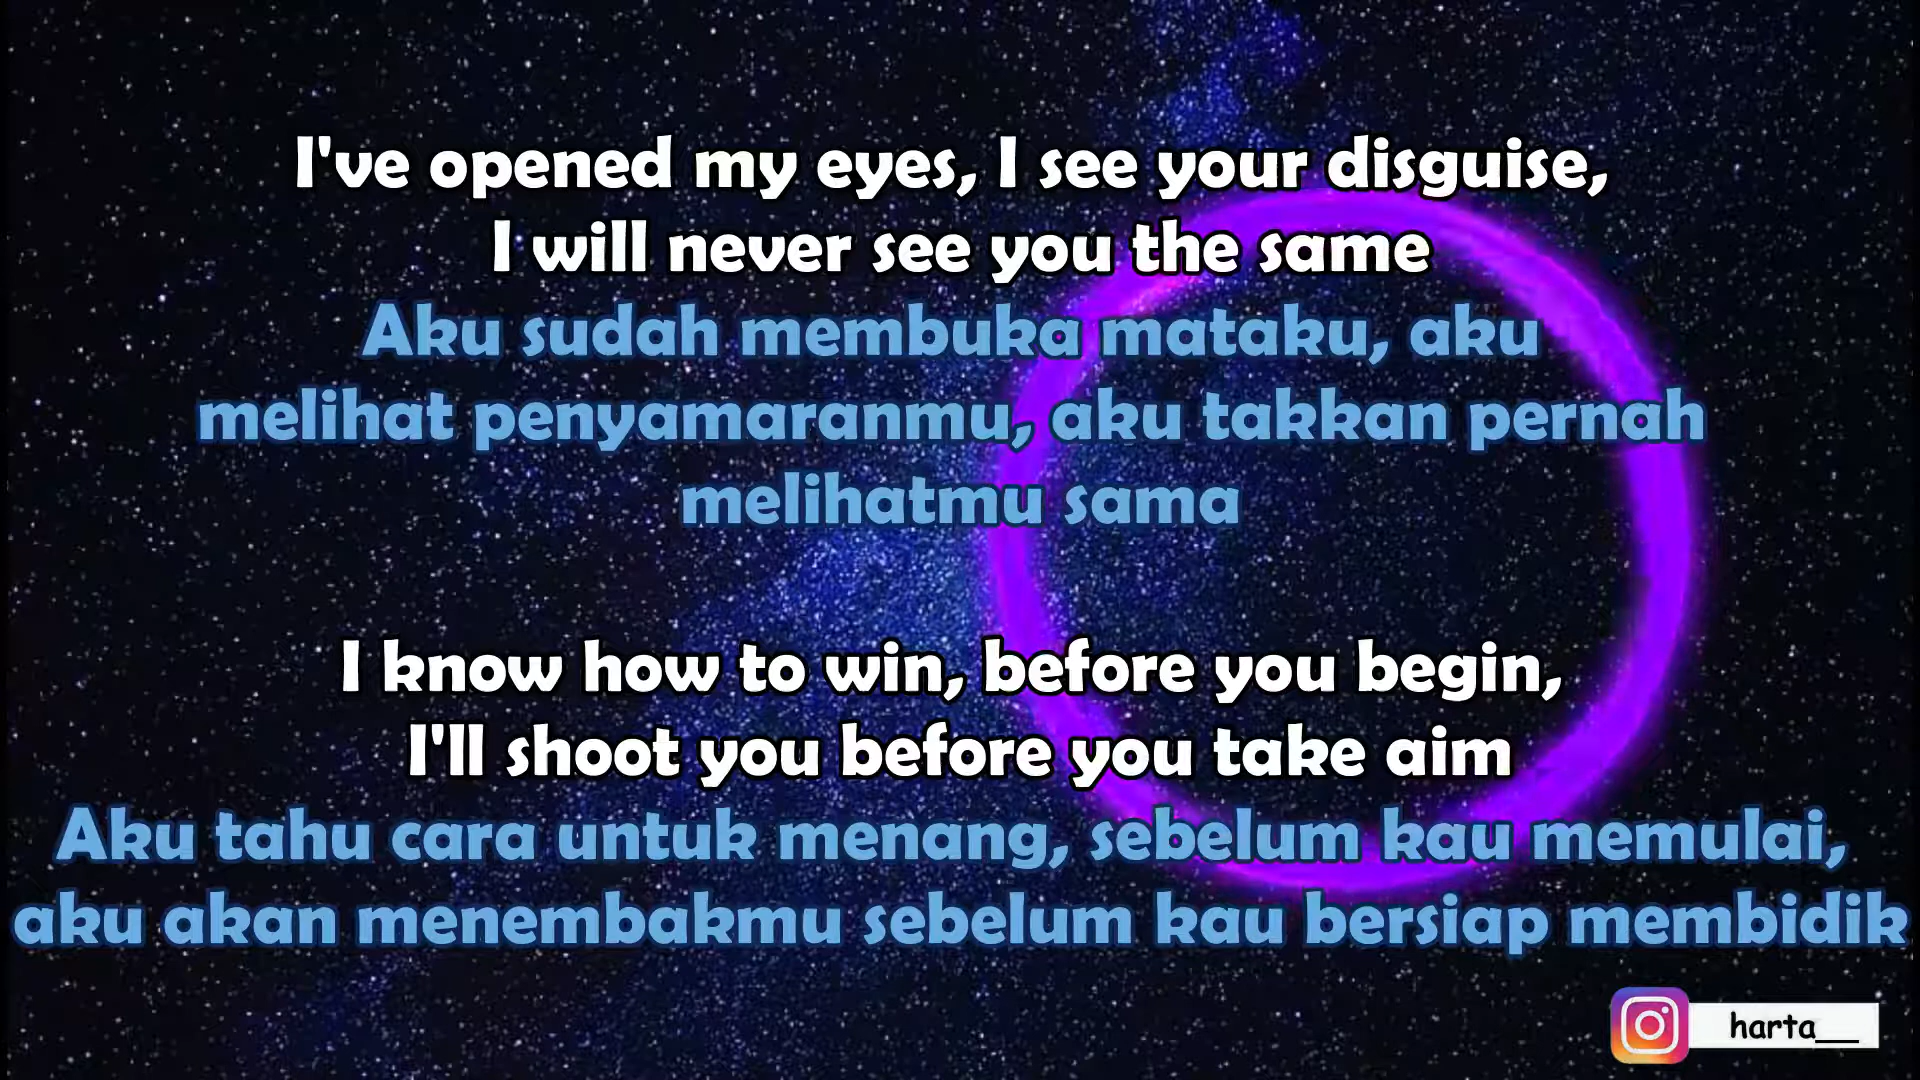 I've opened my eyes, I see your disguise,
I will never see you the same
Aku sudah membuka mataku, aku
melihat penyamaranmu, aku takkan pernah
melihatmu sama
I know how to win, before you begin,
I'll shoot you before you take aim
Aku tahu cara untuk menang, sebelum kau memulai,
aku akan menembakmu sebelum kau bersiap membidik
harta__